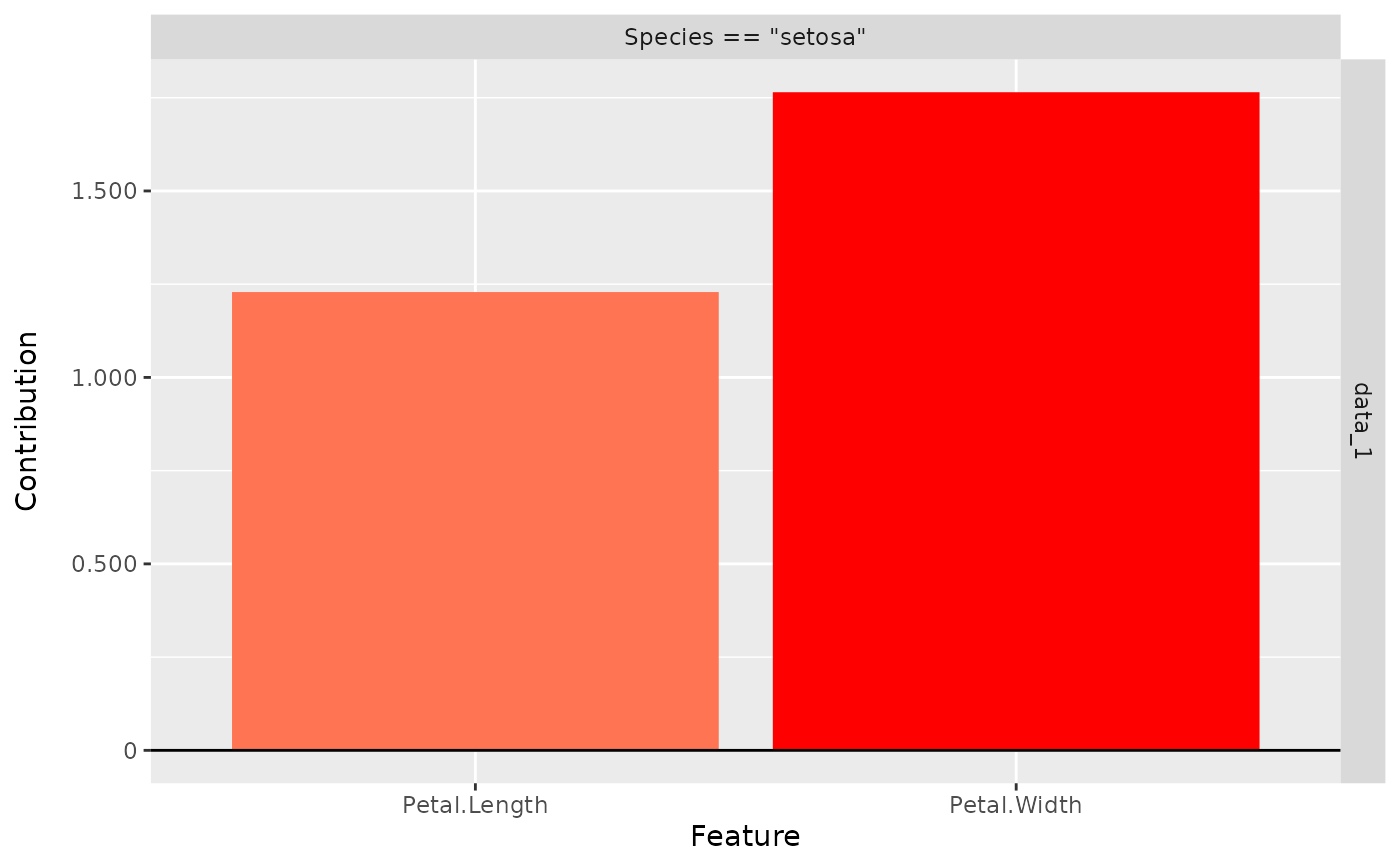 Species == "setosa"
Contribution
1.500
1.000
0.500
0
data_1
Petal.Length
Petal.Width
Feature